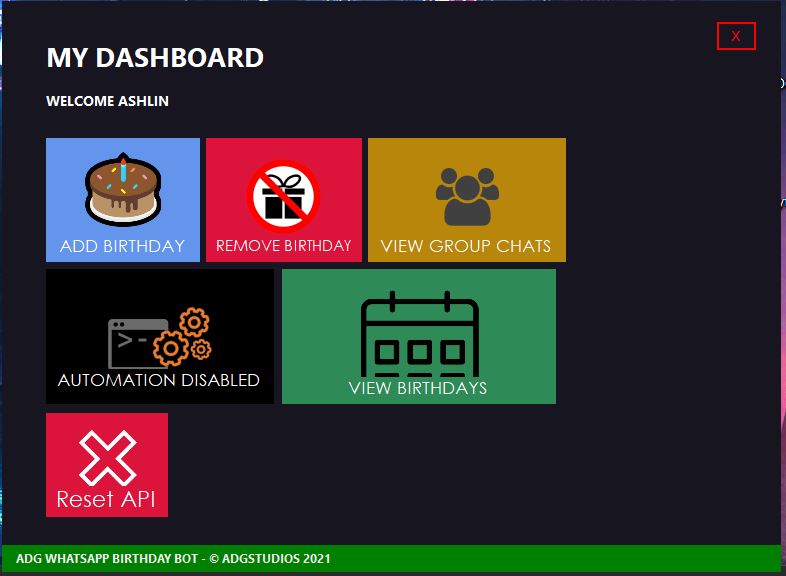 X
MY DASHBOARD
WELCOME ASHLIN
ADD BIRTHDAY
REMOVE BIRTHDAY
VIEW GROUP CHATS
>-
AUTOMATION DISABLED
VIEW BIRTHDAYS
Reset API
ADG WHATSAPP BIRTHDAY BOT - © ADGSTUDIOS 2021